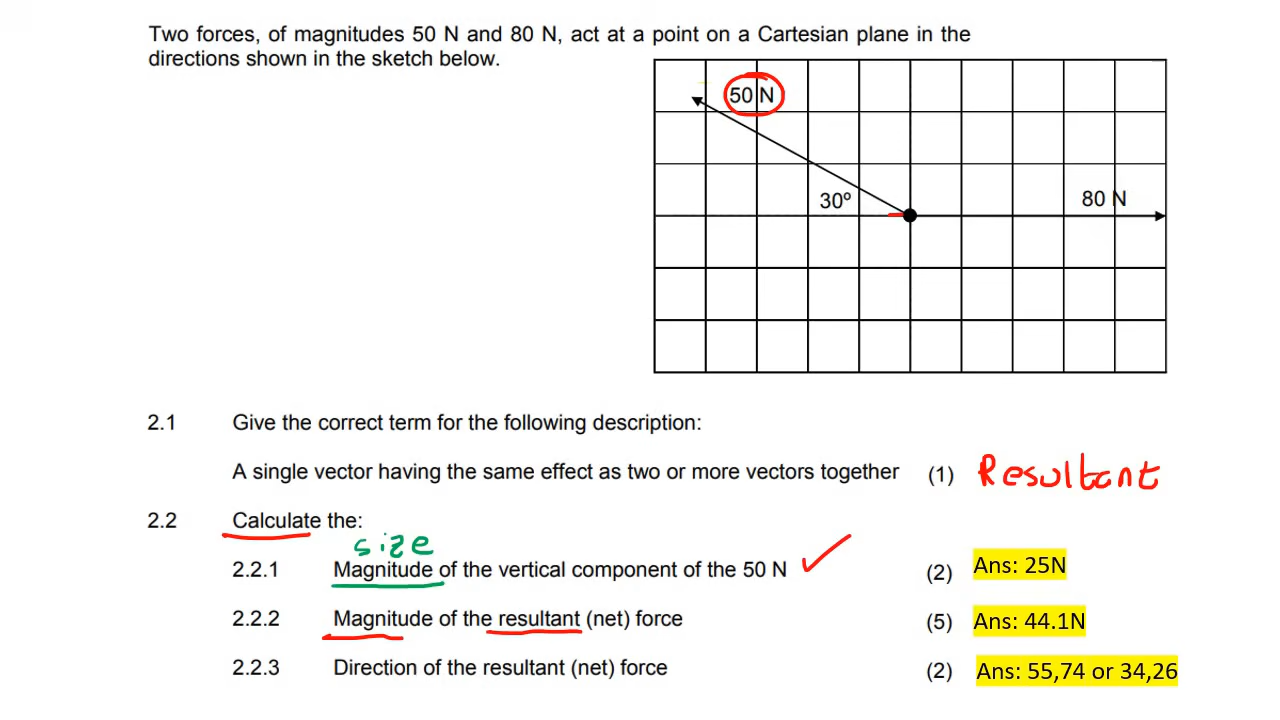 Two forces, of magnitudes 50 N and 80 N, act at a point on a Cartesian plane in the
directions shown in the sketch below.
50 N
30º
80 N
2.1 Give the correct term for the following description:
A single vector having the same effect as two or more vectors together (1) Resultant
2.2 Calculate the:
size
2.2.1 Magnitude of the vertical component of the 50 N (2) Ans: 25N
2.2.2 Magnitude of the resultant (net) force (5) Ans: 44.1N
2.2.3 Direction of the resultant (net) force (2) Ans: 55,74 or 34,26